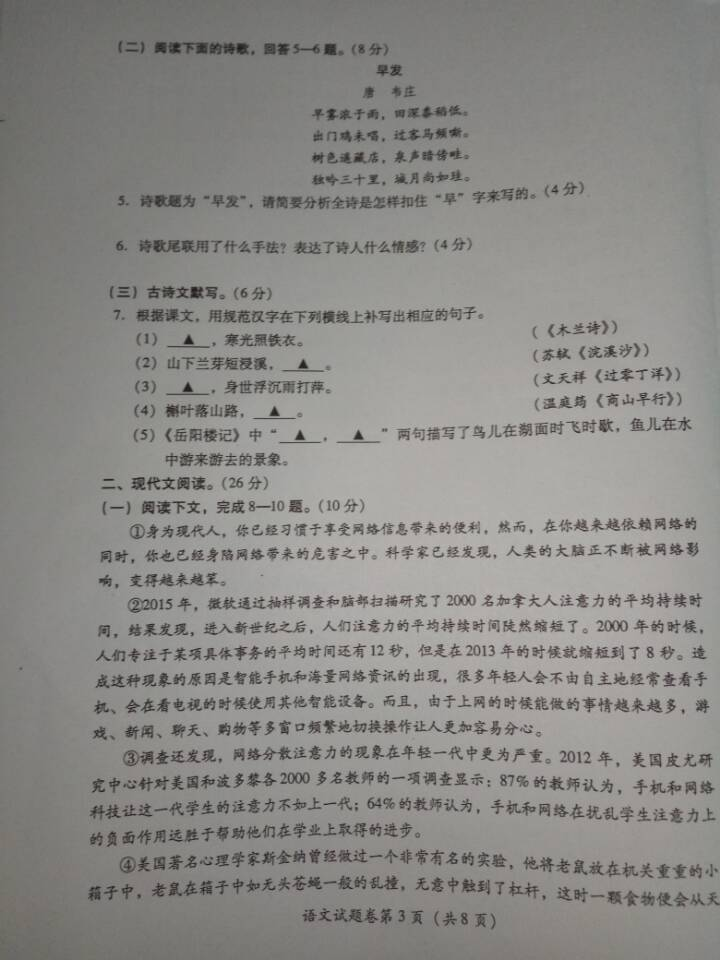 （二）阅读下面的诗歌，回答5—6题。（8分）
早发
唐 韦庄
早雾浓于雨，田深黍稻低。
出门鸡未唱，过客马频嘶。
树色遥藏店，泉声暗傍畦。
独吟三十里，城月尚如珪。
5. 诗歌题为“早发”，请简要分析全诗是怎样扣住“早”字来写的。（4分）
6. 诗歌尾联用了什么手法？表达了诗人什么情感？（4分）
（三）古诗文默写。（6分）
7. 根据课文，用规范汉字在下列横线上补写出相应的句子。
（1）▲，寒光照铁衣。（《木兰诗》）
（2）山下兰芽短浸溪，▲。（苏轼《浣溪沙》）
（3）▲，身世浮沉雨打萍。（文天祥《过零丁洋》）
（4）槲叶落山路，▲。（温庭筠《商山早行》）
（5）《岳阳楼记》中“▲，▲”两句描写了鸟儿在湖面时飞时歇，鱼儿在水
中游来游去的景象。
二、现代文阅读。（26分）
（一）阅读下文，完成8—10题。（10分）
①身为现代人，你已经习惯于享受网络信息带来的便利，然而，在你越来越依赖网络的
同时，你也已经身陷网络带来的危害之中。科学家已经发现，人类的大脑正不断被网络影
响，变得越来越笨。
②2015年，微软通过抽样调查和脑部扫描研究了2000名加拿大人注意力的平均持续时
间，结果发现，进入新世纪之后，人们注意力的平均持续时间陡然缩短了。2000年的时候，
人们专注于某项具体事务的平均时间还有12秒，但是在2013年的时候就缩短到了8秒。造
成这种现象的原因是智能手机和海量网络资讯的出现，很多年轻人会不由自主地经常查看手
机、会在看电视的时候使用其他智能设备。而且，由于上网的时候能做的事情越来越多，游
戏、新闻、聊天、购物等多窗口频繁地切换操作让人更加容易分心。
③调查还发现，网络分散注意力的现象在年轻一代中更为严重。2012年，美国皮尤研
究中心针对美国和波多黎各2000多名教师的一项调查显示：87%的教师认为，手机和网络
科技让这一代学生的注意力不如上一代；64%的教师认为，手机和网络在扰乱学生注意力上
的负面作用远胜于帮助他们在学业上取得的进步。
④美国著名心理学家斯金纳曾经做过一个非常有名的实验，他将老鼠放在机关重重的小
箱子中，老鼠在箱子中如无头苍蝇一般的乱撞，无意中触到了杠杆，这时一颗食物便会从天
语文试题卷第3页（共8页）